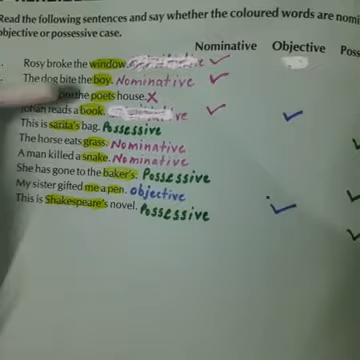 Read the following sentences and say whether the coloured words are nomi
objective or possessive case.
Nominative Objective Poss
Rosy broke the window.
The dog bite the boy. Nominative
the poets house. X
reads a book.
This is sarita's bag. Possessive
The horse eats grass. Nominative
A man killed a snake. Nominative
She has gone to the baker's. Possessive
My sister gifted me a pen. objective
This is Shakespeare's novel. Possessive